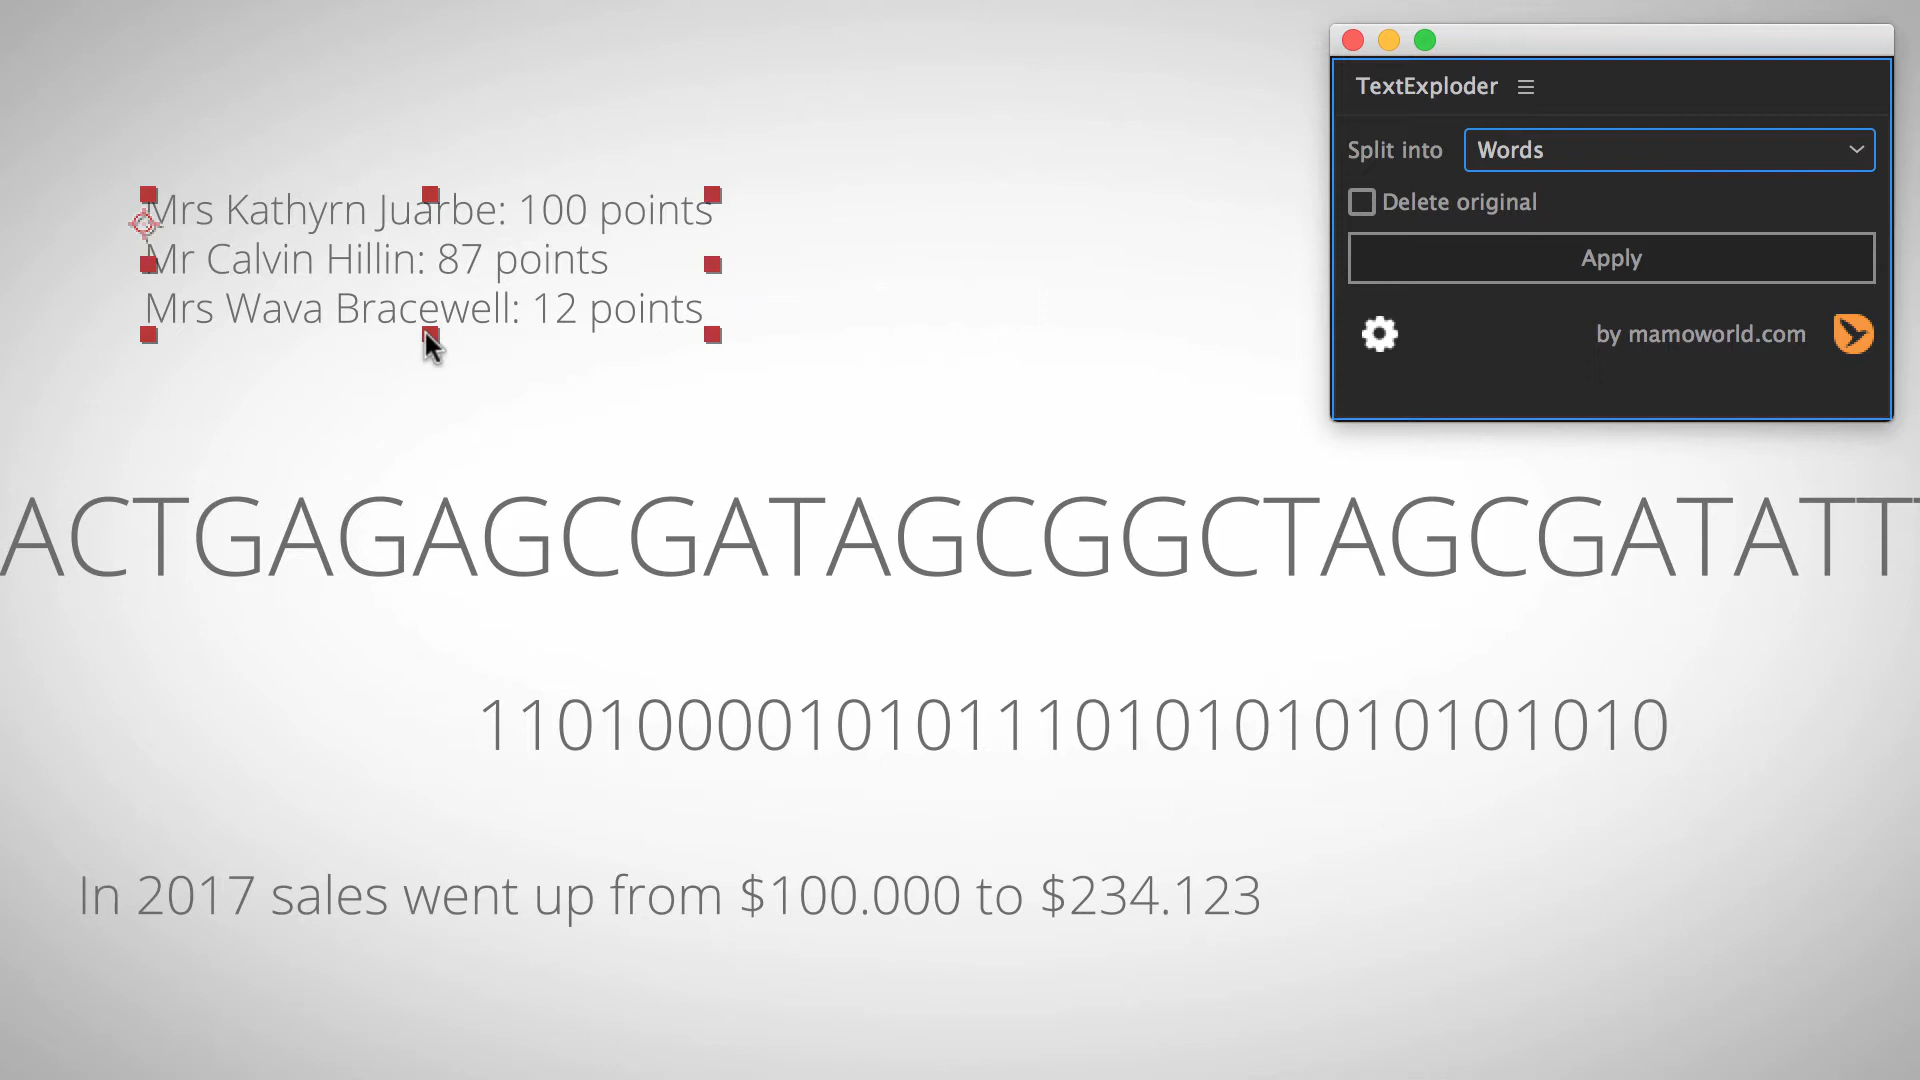 TextExploder
Split into Words
Delete original
Apply
by mamoworld.com
Mrs Kathyrn Juarbe: 100 points
Mr Calvin Hillin: 87 points
Mrs Wava Bracewell: 12 points
ACTGAGAGCGATAGCGGCTAGCGATATT
110100001010111010101010101010
In 2017 sales went up from $100.000 to $234.123